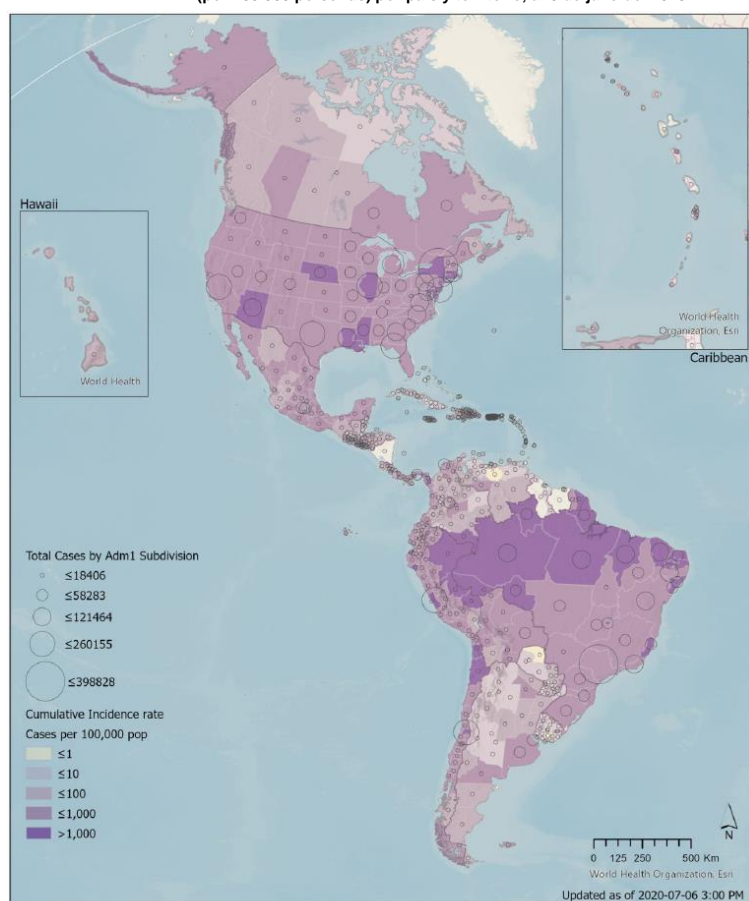 Hawaii
World Health
World Health
Organization, Esri
Caribbean
Total Cases by Adm1 Subdivision
≤18406
≤58283
≤121464
≤260155
≤398828
Cumulative Incidence rate
Cases per 100,000 pop
≤1
≤10
≤100
≤1,000
>1,000
N
0 125 250 500 Km
World Health Organization, Esri
Updated as of 2020-07-06 3:00 PM